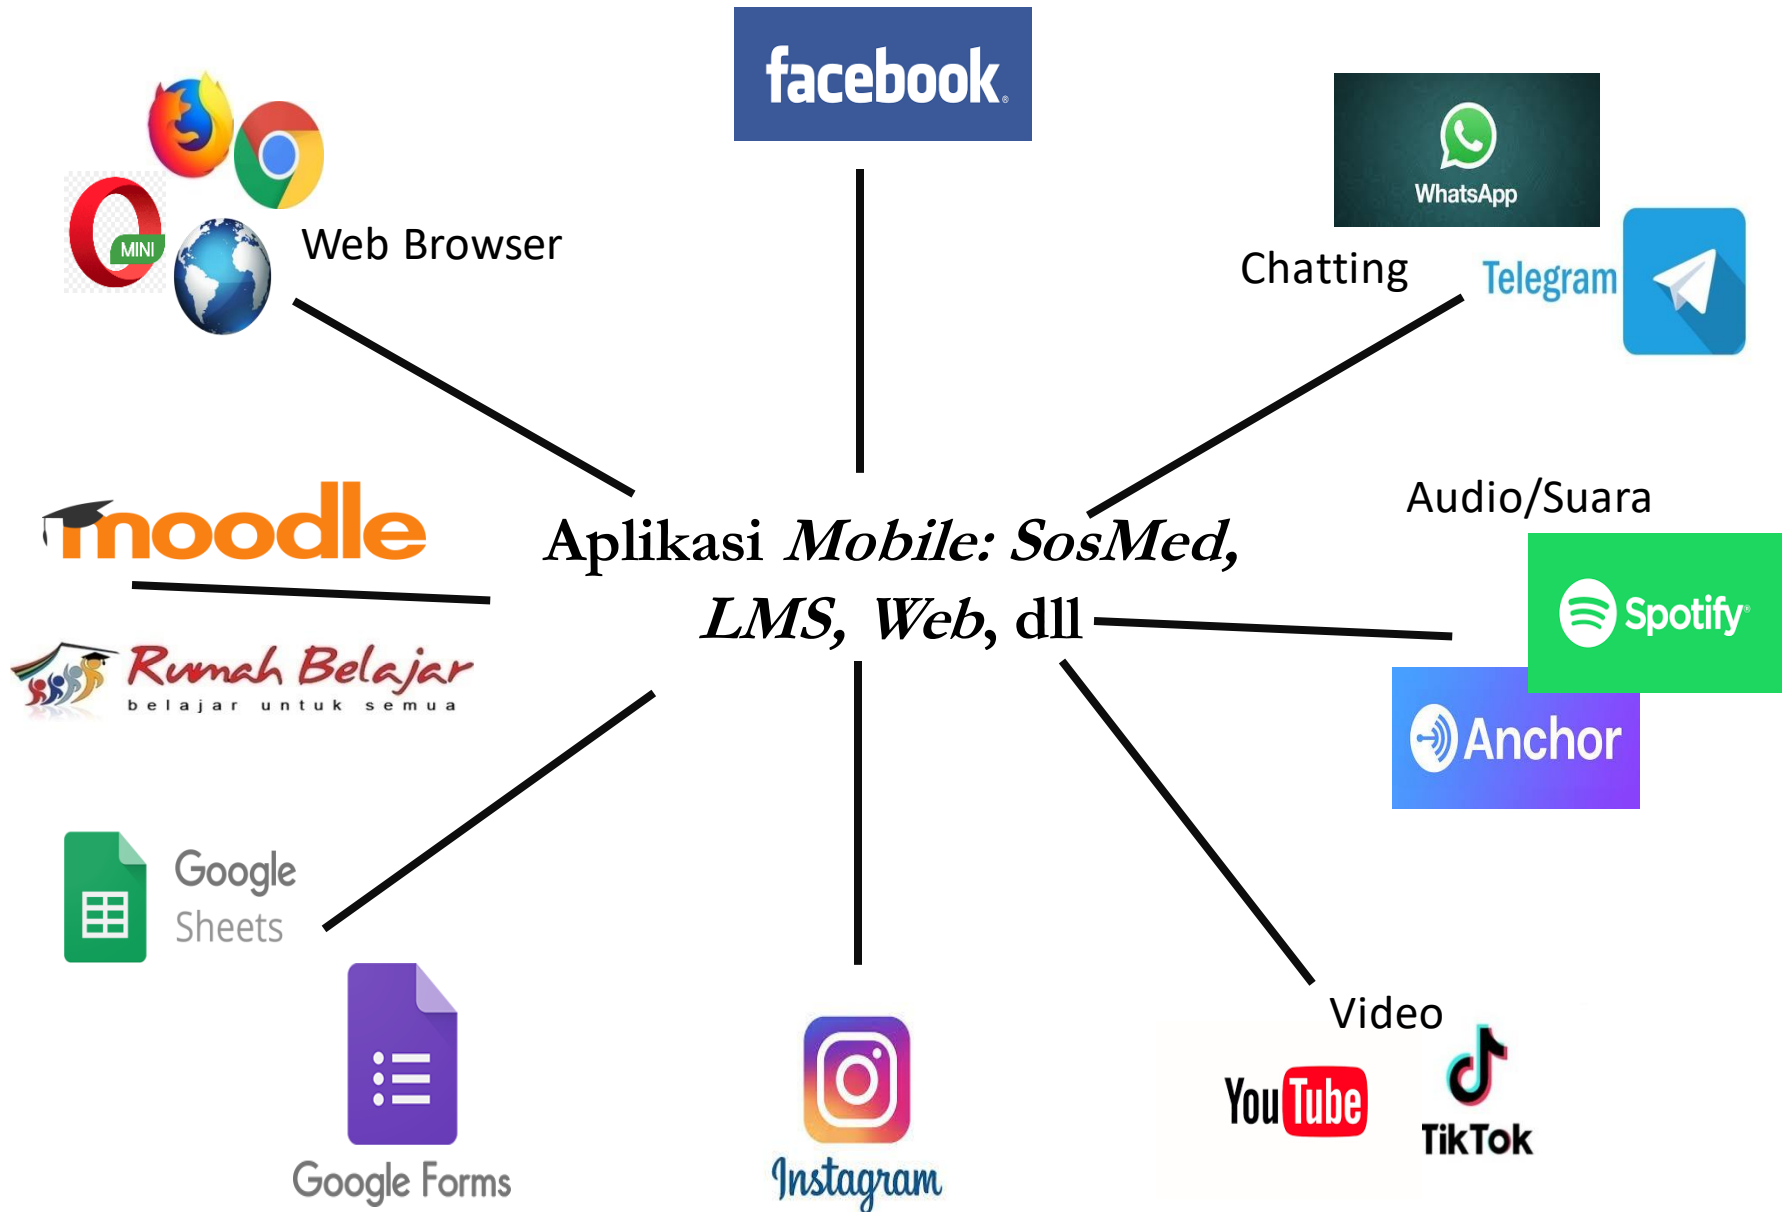 facebook®
WhatsApp
MINI
Web Browser
Chatting
Telegram
moodle
Audio/Suara
Aplikasi Mobile: SosMed,
LMS, Web, dll
Spotify®
Rumah Belajar
belajar untuk semua
Anchor
Google
Sheets
Video
YouTube
TikTok
Google Forms
Instagram